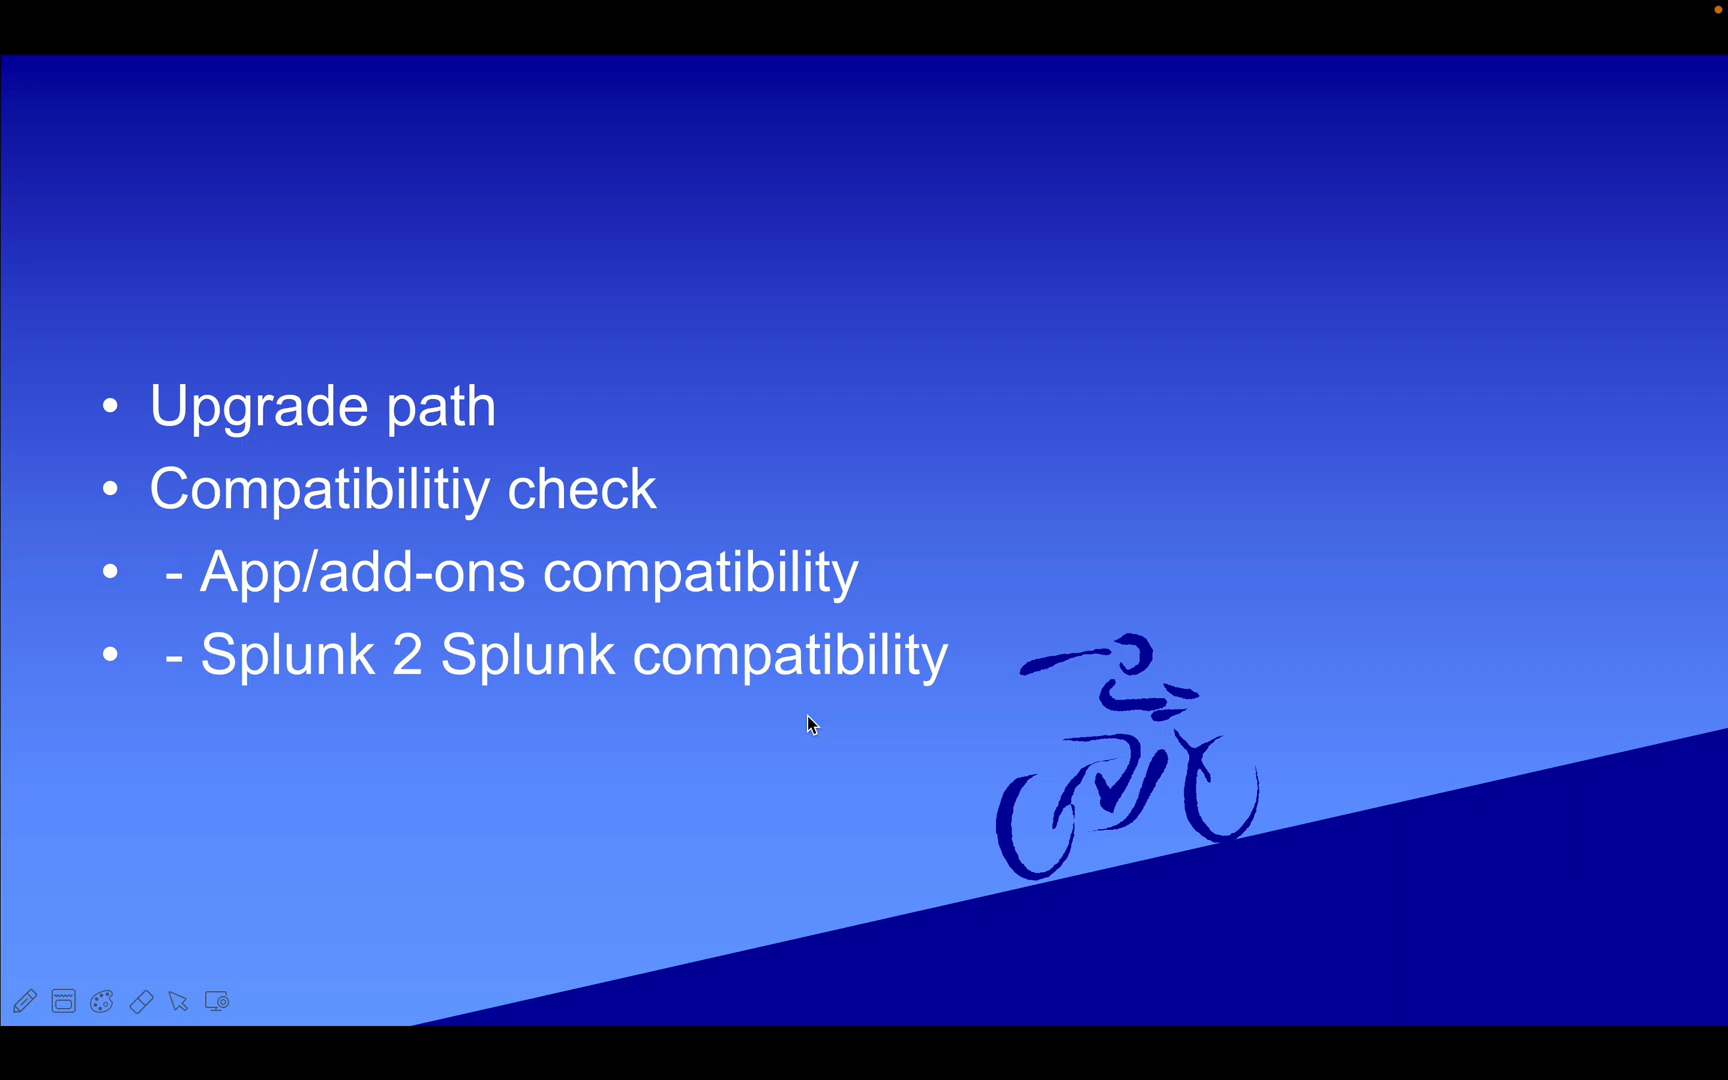 • Upgrade path
• Compatibilitiy check
• - App/add-ons compatibility
• - Splunk 2 Splunk compatibility